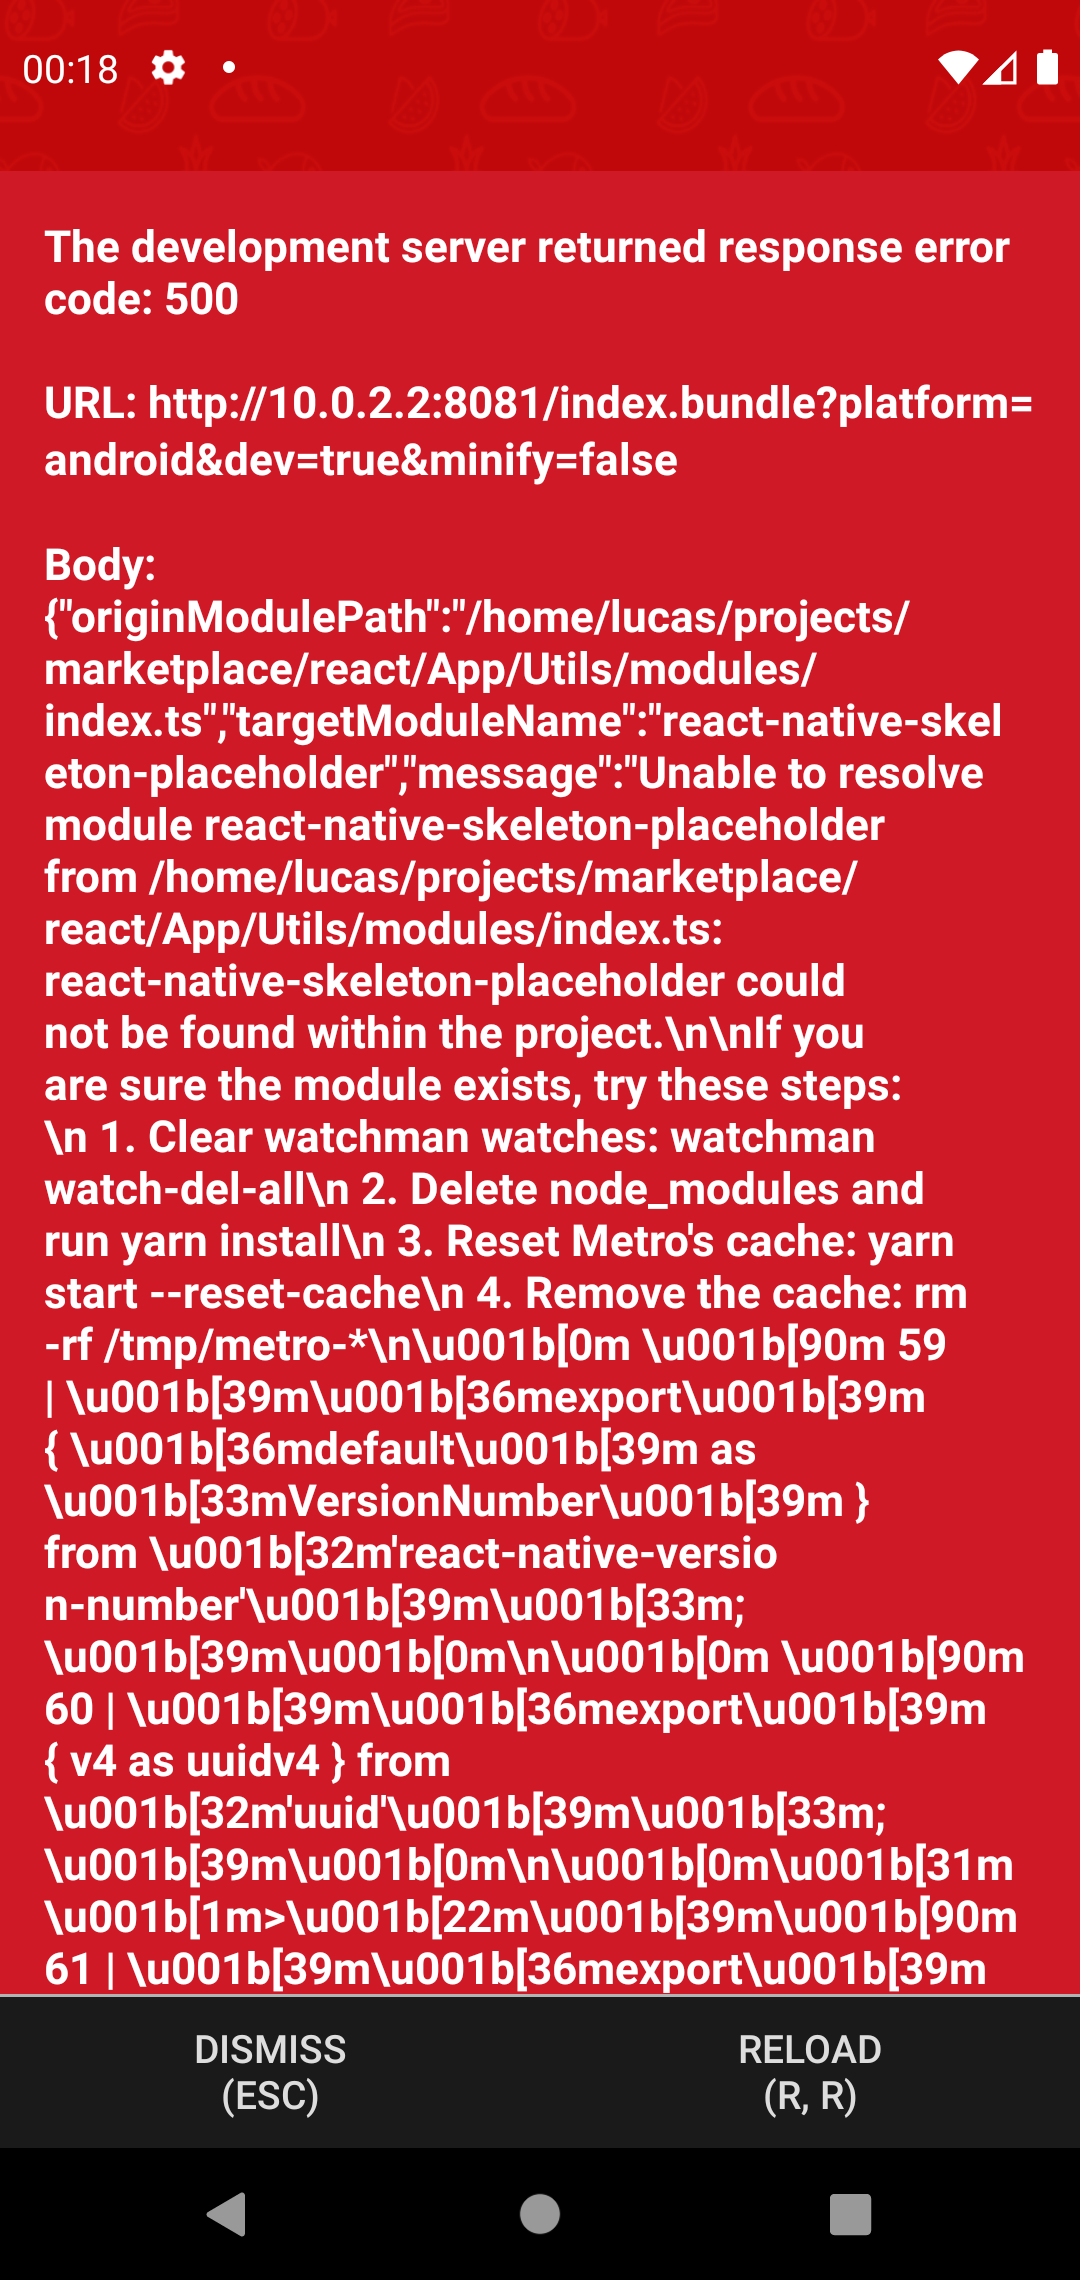 00:18
The development server returned response error
code: 500
URL: http://10.0.2.2:8081/index.bundle?platform=
android&dev=true&minify=false
Body:
{"originModulePath":"/home/lucas/projects/
marketplace/react/App/Utils/modules/
index.ts","targetModuleName":"react-native-skel
eton-placeholder","message":"Unable to resolve
module react-native-skeleton-placeholder
from /home/lucas/projects/marketplace/
react/App/Utils/modules/index.ts:
react-native-skeleton-placeholder could
not be found within the project.\n\nIf you
are sure the module exists, try these steps:
\n 1. Clear watchman watches: watchman
watch-del-all\n 2. Delete node_modules and
run yarn install\n 3. Reset Metro's cache: yarn
start --reset-cache\n 4. Remove the cache: rm
-rf /tmp/metro-*\n\u001b[0m \u001b[90m 59
| \u001b[39m\u001b[36mexport\u001b[39m
{ \u001b[36mdefault\u001b[39m as
\u001b[33mVersionNumber\u001b[39m }
from \u001b[32m'react-native-versio
n-number'\u001b[39m\u001b[33m;
\u001b[39m\u001b[0m\n\u001b[0m \u001b[90m
60 | \u001b[39m\u001b[36mexport\u001b[39m
{ v4 as uuidv4 } from
\u001b[32m'uuid'\u001b[39m\u001b[33m;
\u001b[39m\u001b[0m\n\u001b[0m\u001b[31m
\u001b[1m>\u001b[22m\u001b[39m\u001b[90m
61 | \u001b[39m\u001b[36mexport\u001b[39m
DISMISS
(ESC)
RELOAD
(R, R)